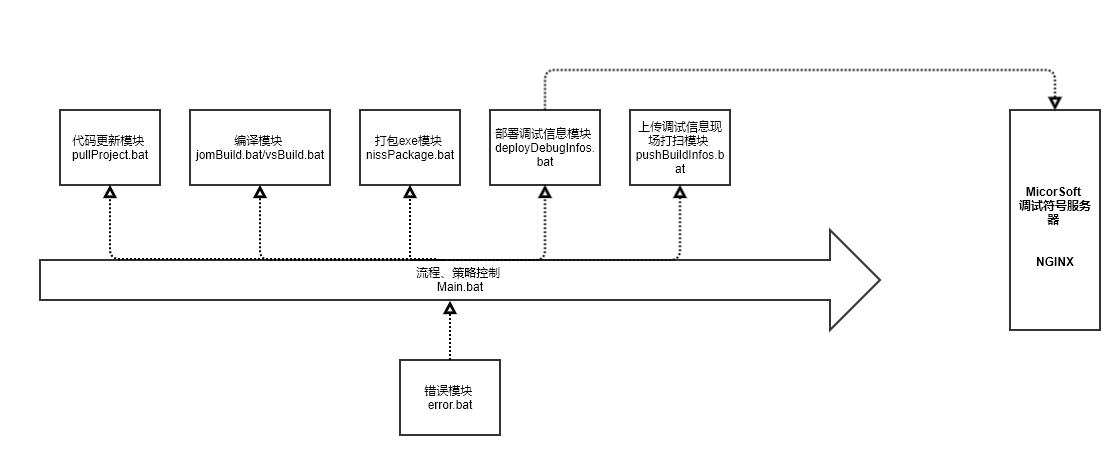 代码更新模块
pullProject.bat
编译模块
jomBuild.bat/vsBuild.bat
打包exe模块
nissPackage.bat
部署调试信息模块
deployDebugInfos.
bat
上传调试信息现
场打扫模块
pushBuildInfos.b
at
MicorSoft
调试符号服务
器
NGINX
流程、策略控制
Main.bat
错误模块
error.bat